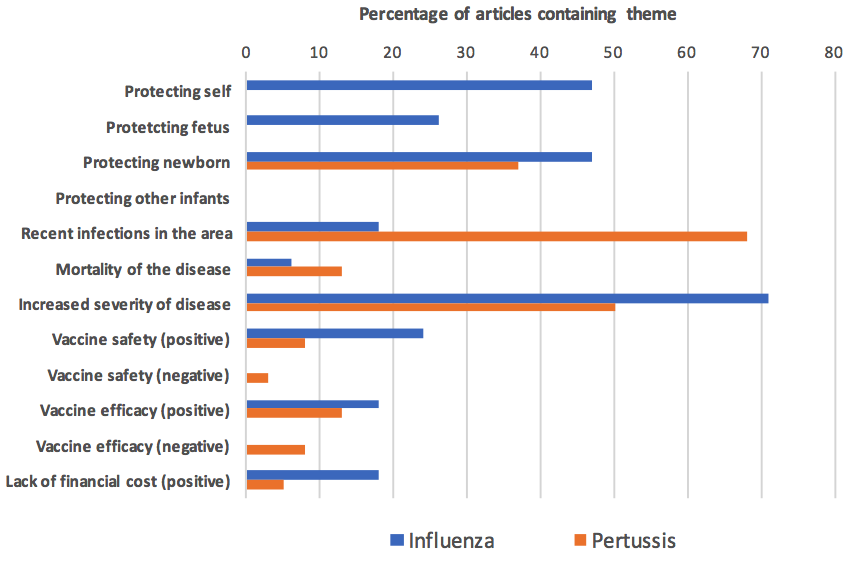 Percentage of articles containing theme
0 10 20 30 40 50 60 70 80
Protecting self
Protetcting fetus
Protecting newborn
Protecting other infants
Recent infections in the area
Mortality of the disease
Increased severity of disease
Vaccine safety (positive)
Vaccine safety (negative)
Vaccine efficacy (positive)
Vaccine efficacy (negative)
Lack of financial cost (positive)
Influenza Pertussis